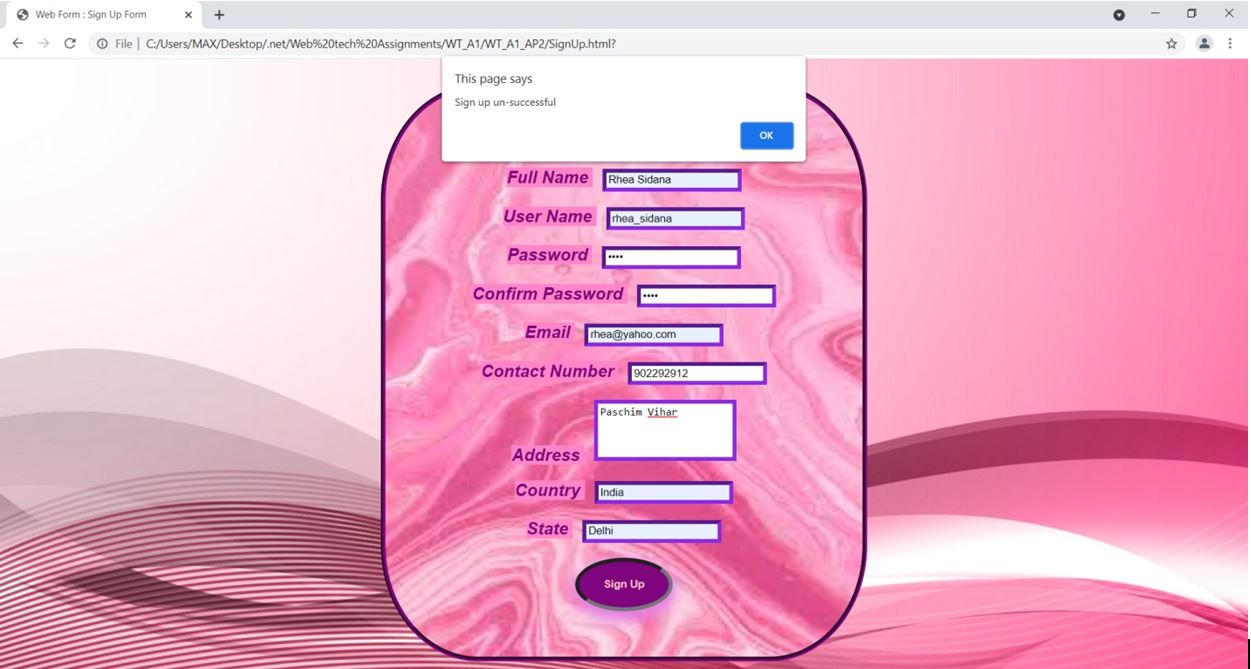 Web Form : Sign Up Form
File | C:/Users/MAX/Desktop/.net/Web%20tech%20Assignments/WT_A1/WT_A1_AP2/SignUp.html?
This page says
Sign up un-successful
OK
Full Name Rhea Sidana
User Name rhea_sidana
Password ••••
Confirm Password ••••
Email rhea@yahoo.com
Contact Number 902292912
Paschim Vihar
Address
Country India
State Delhi
Sign Up